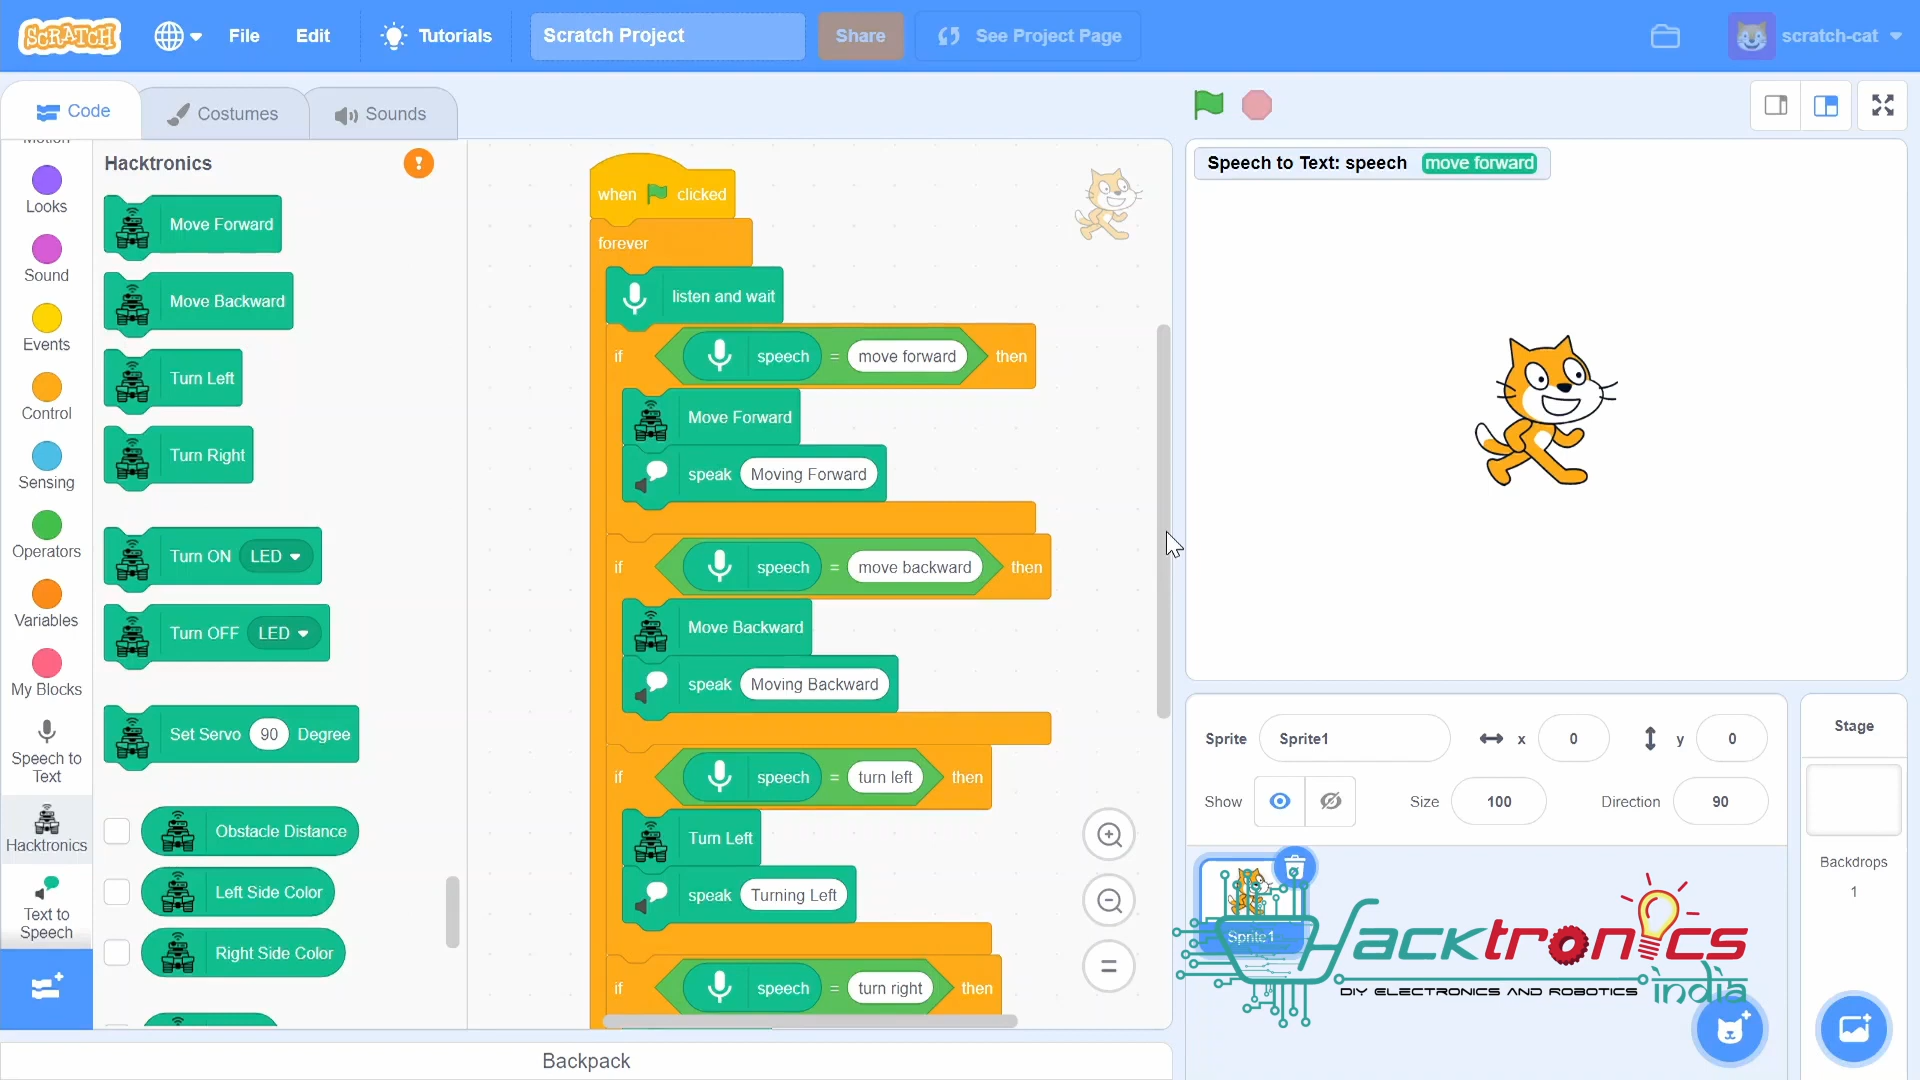 SCRATCH File Edit Tutorials Scratch Project Share See Project Page scratch-cat
Code Costumes Sounds
Looks
Sound
Events
Control
Sensing
Operators
Variables
My Blocks
Speech to
Text
Hacktronics
Text to
Speech
Hacktronics
Move Forward
Move Backward
Turn Left
Turn Right
Turn ON LED
Turn OFF LED
Set Servo 90 Degree
Obstacle Distance
Left Side Color
Right Side Color
when clicked
forever
listen and wait
if speech = move forward then
Move Forward
speak Moving Forward
if speech = move backward then
Move Backward
speak Moving Backward
if speech = turn left then
Turn Left
speak Turning Left
if speech = turn right then
Backpack
Speech to Text: speech move forward
Sprite Sprite1 x 0 y 0
Show Size 100 Direction 90
Sprite1
Stage
Backdrops
1
Hacktronics
DIY ELECTRONICS AND ROBOTICS india